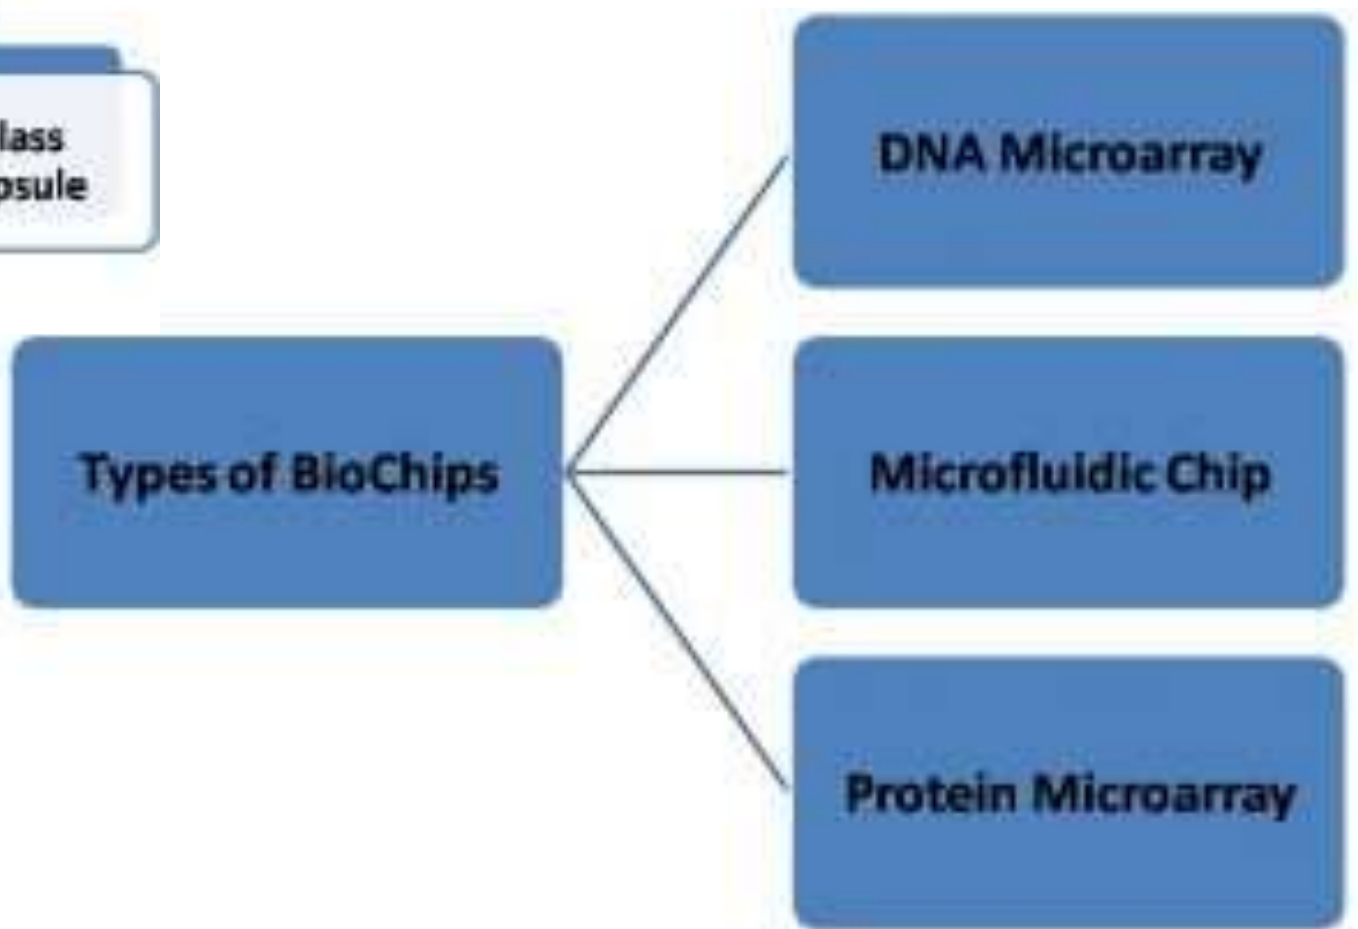 lass
psule
DNA Microarray
Types of BioChips
Microfluidic Chip
Protein Microarray